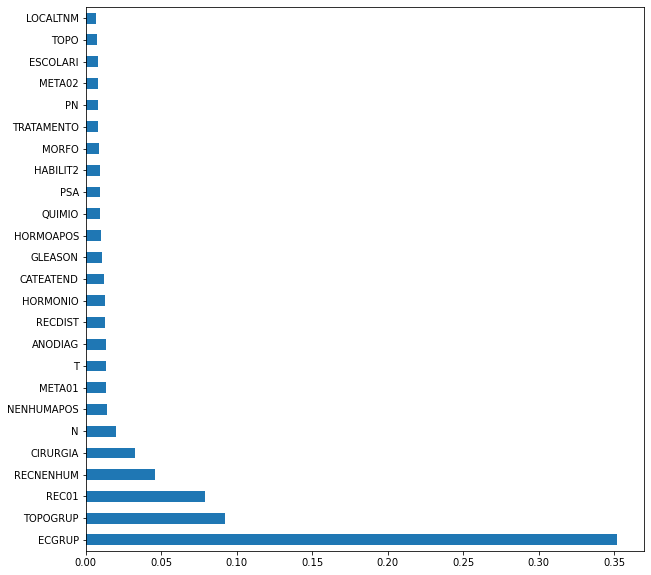 LOCALTNM
TOPO
ESCOLARI
META02
PN
TRATAMENTO
MORFO
HABILIT2
PSA
QUIMIO
HORMOAPOS
GLEASON
CATEATEND
HORMONIO
RECDIST
ANODIAG
T
META01
NENHUMAPOS
N
CIRURGIA
RECNENHUM
REC01
TOPOGRUP
ECGRUP
0.00 0.05 0.10 0.15 0.20 0.25 0.30 0.35